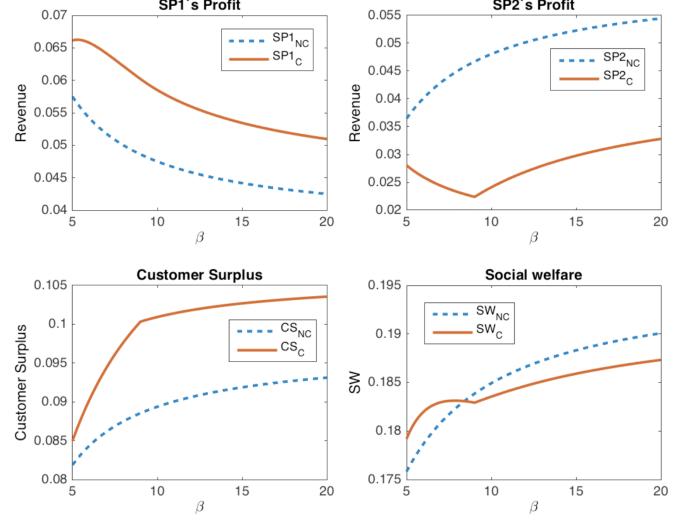 SP1`s Profit
0.07
0.065
0.06
0.055
0.05
0.045
0.04
Revenue
SP1NC
SP1C
5 10 15 20
β
SP2`s Profit
0.055
0.05
0.045
0.04
0.035
0.03
0.025
0.02
Revenue
SP2NC
SP2C
5 10 15 20
β
Customer Surplus
0.105
0.1
0.095
0.09
0.085
0.08
Customer Surplus
CSNC
CSC
5 10 15 20
β
Social welfare
0.195
0.19
0.185
0.18
0.175
SW
SWNC
SWC
5 10 15 20
β